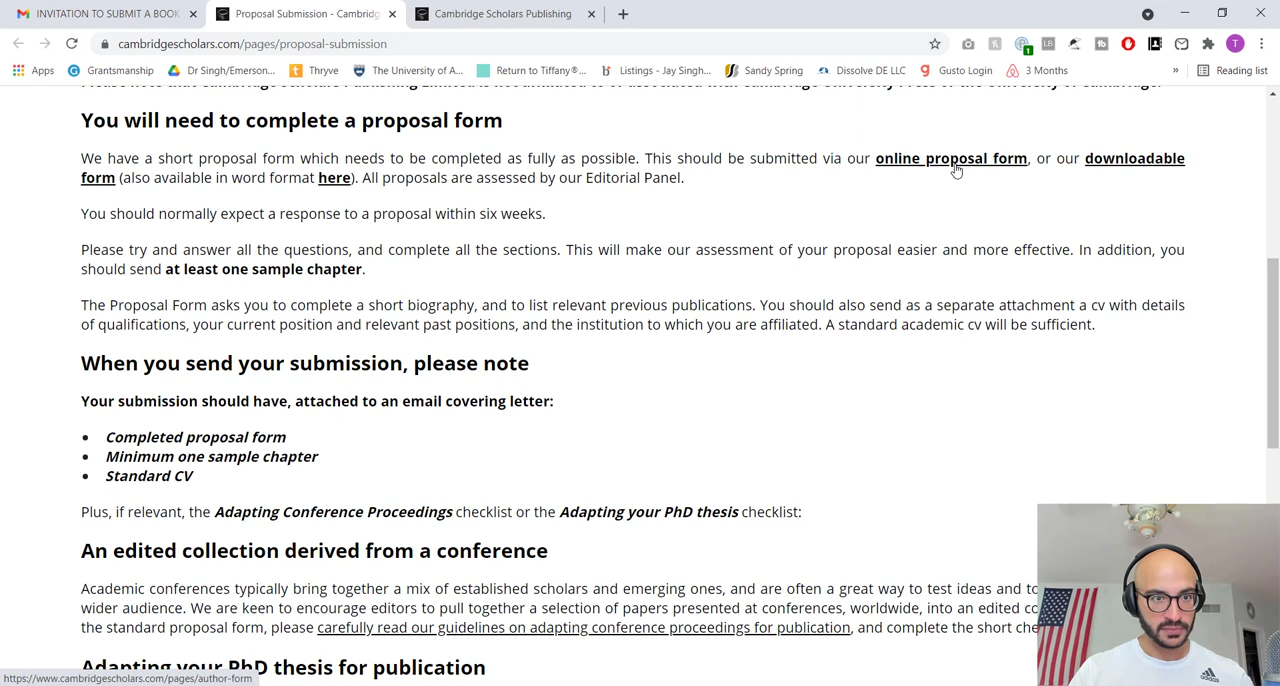 INVITATION TO SUBMIT A BOOK
Proposal Submission - Cambridg
Cambridge Scholars Publishing
cambridgescholars.com/pages/proposal-submission
1
LB
T
Apps
Grantsmanship
Dr Singh/Emerson...
Thryve
The University of A...
Return to Tiffany®...
Listings - Jay Singh...
Sandy Spring
Dissolve DE LLC
Gusto Login
3 Months
»
Reading list
You will need to complete a proposal form
We have a short proposal form which needs to be completed as fully as possible. This should be submitted via our online proposal form, or our downloadable
form (also available in word format here). All proposals are assessed by our Editorial Panel.
You should normally expect a response to a proposal within six weeks.
Please try and answer all the questions, and complete all the sections. This will make our assessment of your proposal easier and more effective. In addition, you
should send at least one sample chapter.
The Proposal Form asks you to complete a short biography, and to list relevant previous publications. You should also send as a separate attachment a cv with details
of qualifications, your current position and relevant past positions, and the institution to which you are affiliated. A standard academic cv will be sufficient.
When you send your submission, please note
Your submission should have, attached to an email covering letter:
• Completed proposal form
• Minimum one sample chapter
• Standard CV
Plus, if relevant, the Adapting Conference Proceedings checklist or the Adapting your PhD thesis checklist:
An edited collection derived from a conference
Academic conferences typically bring together a mix of established scholars and emerging ones, and are often a great way to test ideas and to
wider audience. We are keen to encourage editors to pull together a selection of papers presented at conferences, worldwide, into an edited co
the standard proposal form, please carefully read our guidelines on adapting conference proceedings for publication, and complete the short che
Adapting your PhD thesis for publication
https://www.cambridgescholars.com/pages/author-form
adidas